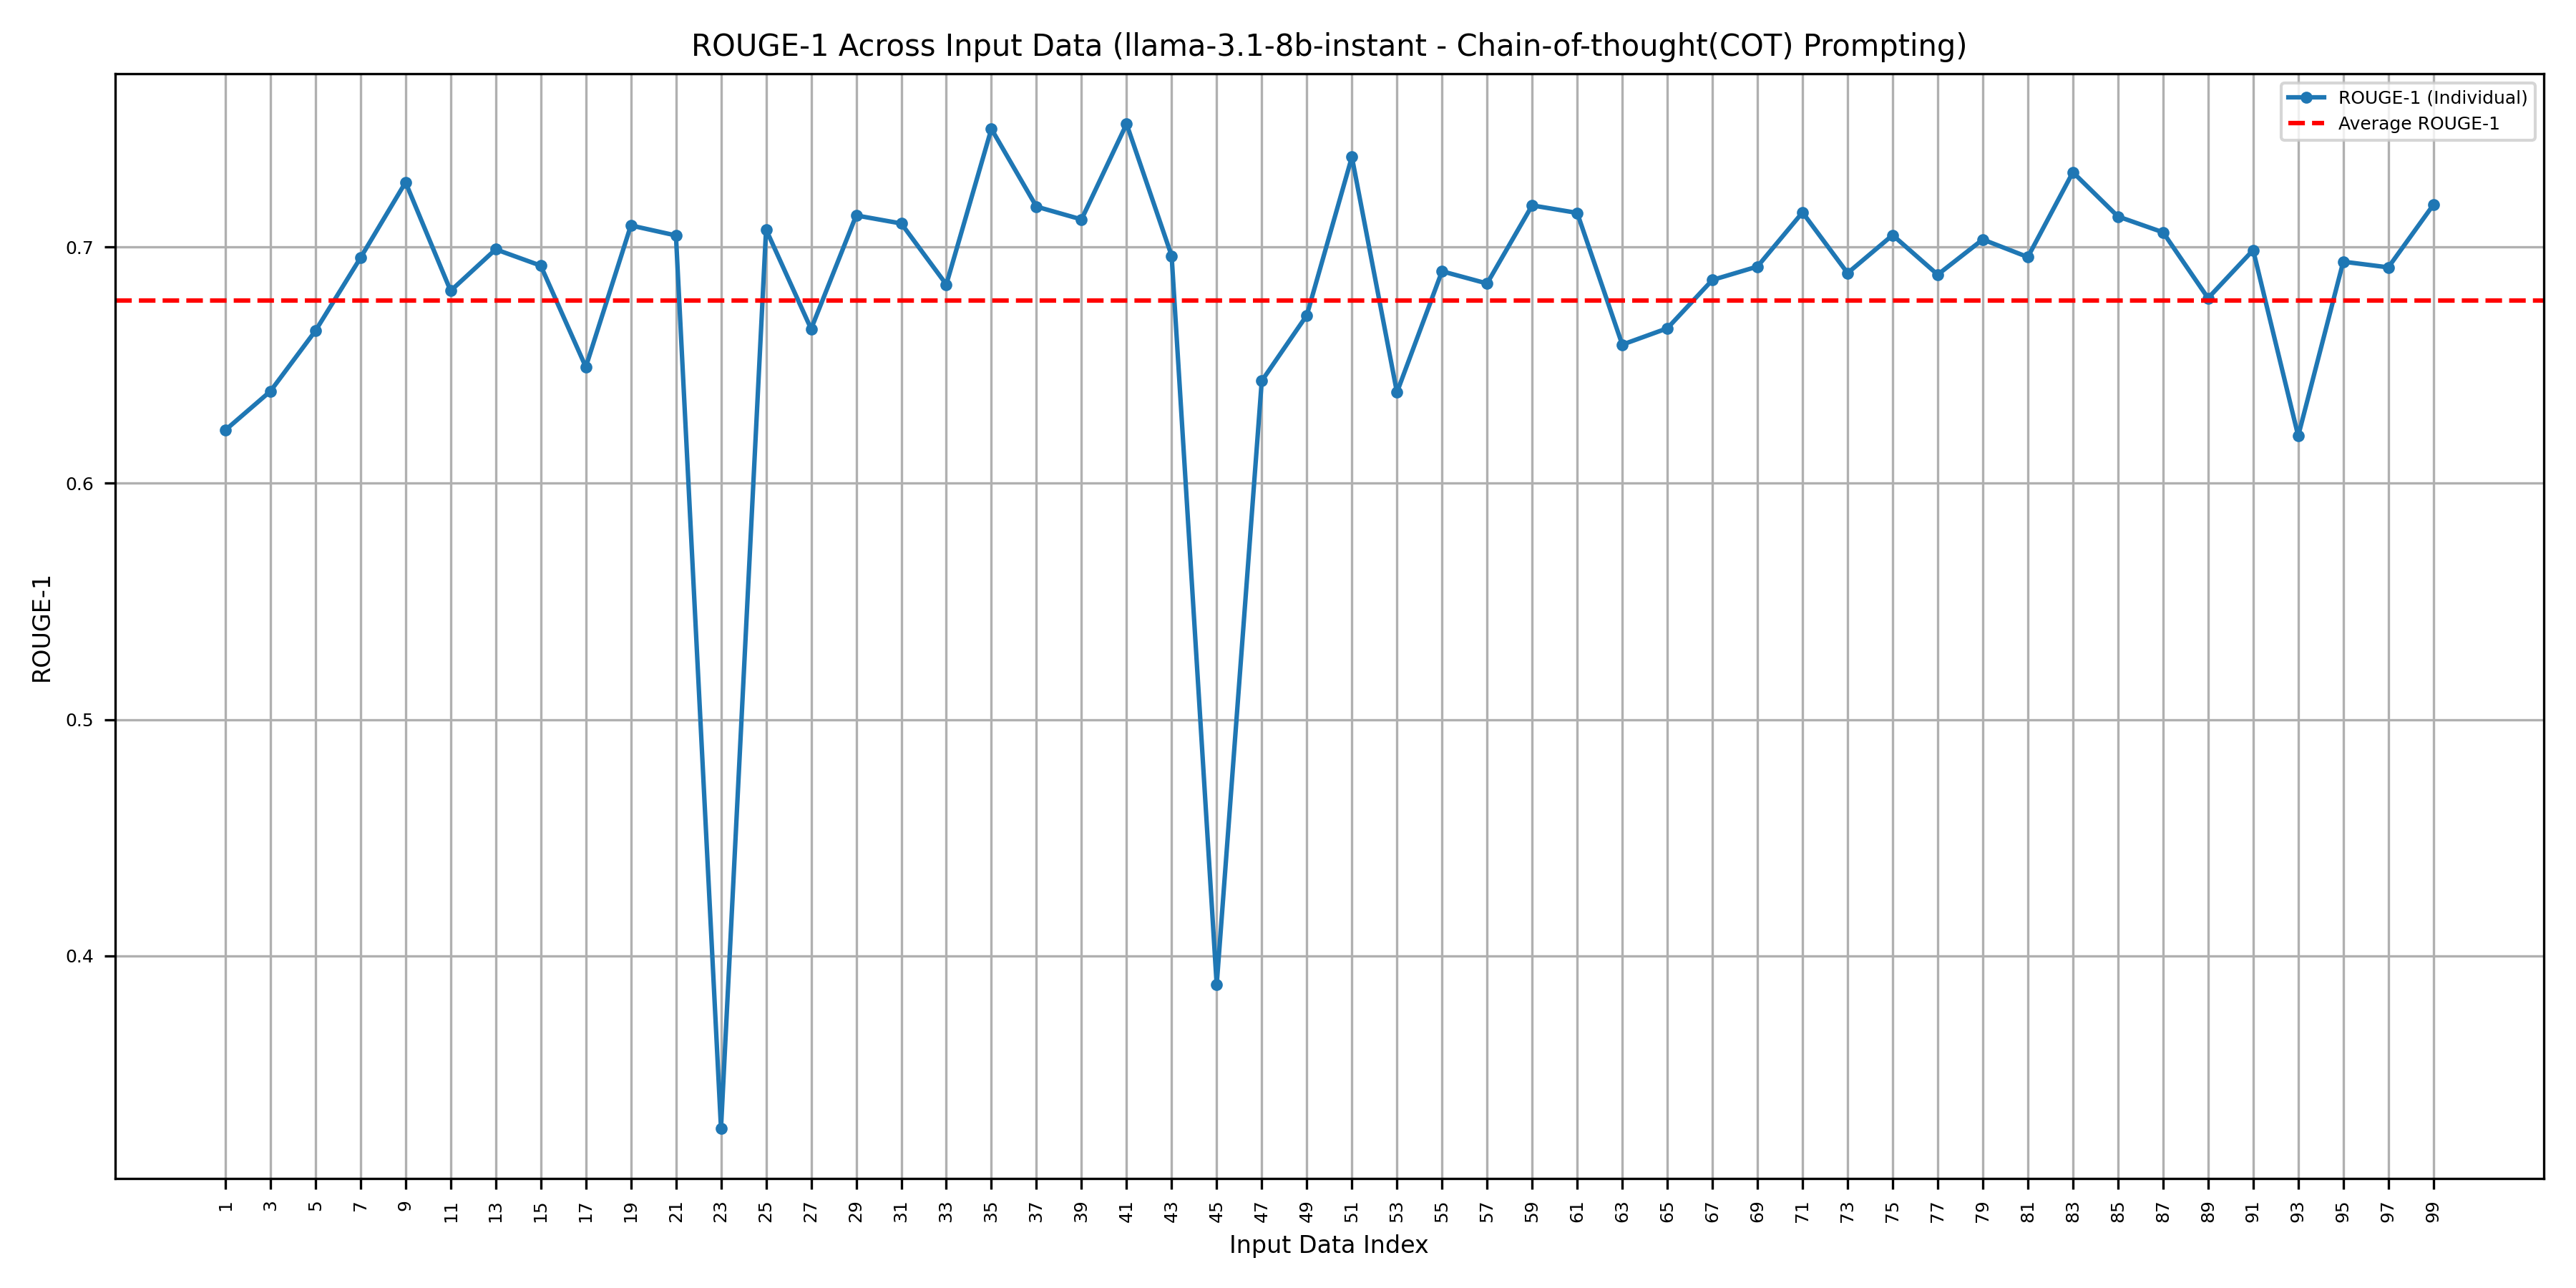 ROUGE-1 Across Input Data (llama-3.1-8b-instant - Chain-of-thought(COT) Prompting)
ROUGE-1 (Individual)
Average ROUGE-1
0.7
0.6
0.5
0.4
ROUGE-1
1 3 5 7 9 11 13 15 17 19 21 23 25 27 29 31 33 35 37 39 41 43 45 47 49 51 53 55 57 59 61 63 65 67 69 71 73 75 77 79 81 83 85 87 89 91 93 95 97 99
Input Data Index